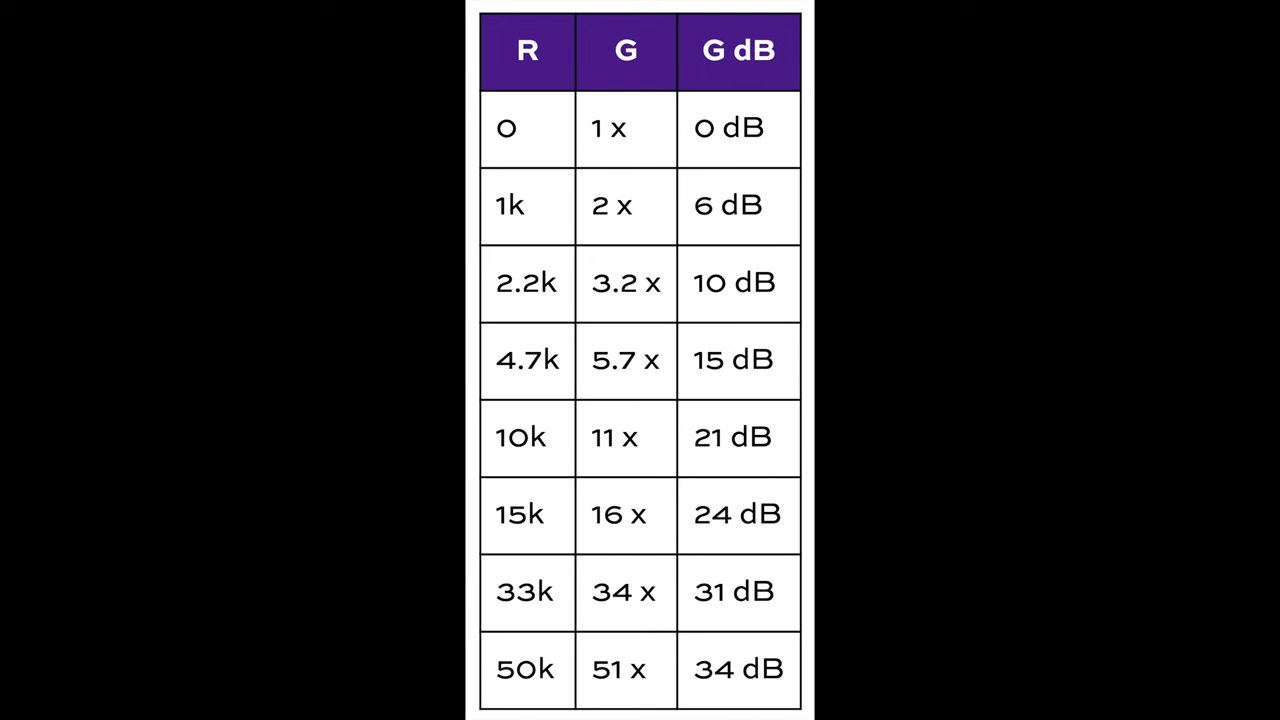 R G G dB
0 1 x 0 dB
1k 2 x 6 dB
2.2k 3.2 x 10 dB
4.7k 5.7 x 15 dB
10k 11 x 21 dB
15k 16 x 24 dB
33k 34 x 31 dB
50k 51 x 34 dB